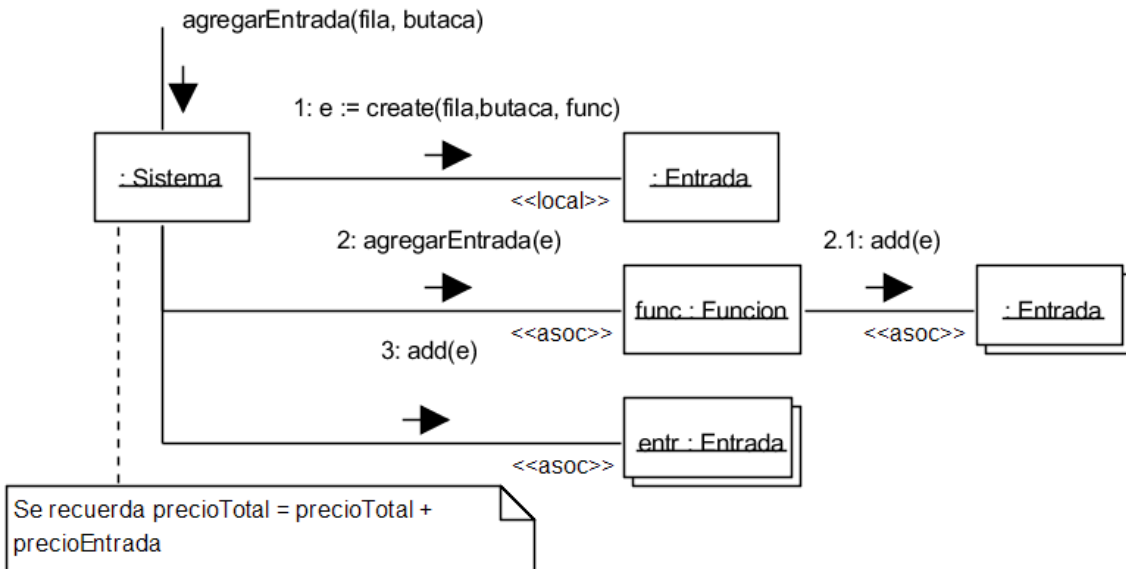 agregarEntrada(fila, butaca)
1: e := create(fila,butaca, func)
: Sistema
: Entrada
<<local>>
2: agregarEntrada(e)
2.1: add(e)
func : Funcion
: Entrada
<<asoc>>
<<asoc>>
3: add(e)
entr : Entrada
<<asoc>>
Se recuerda precioTotal = precioTotal +
precioEntrada